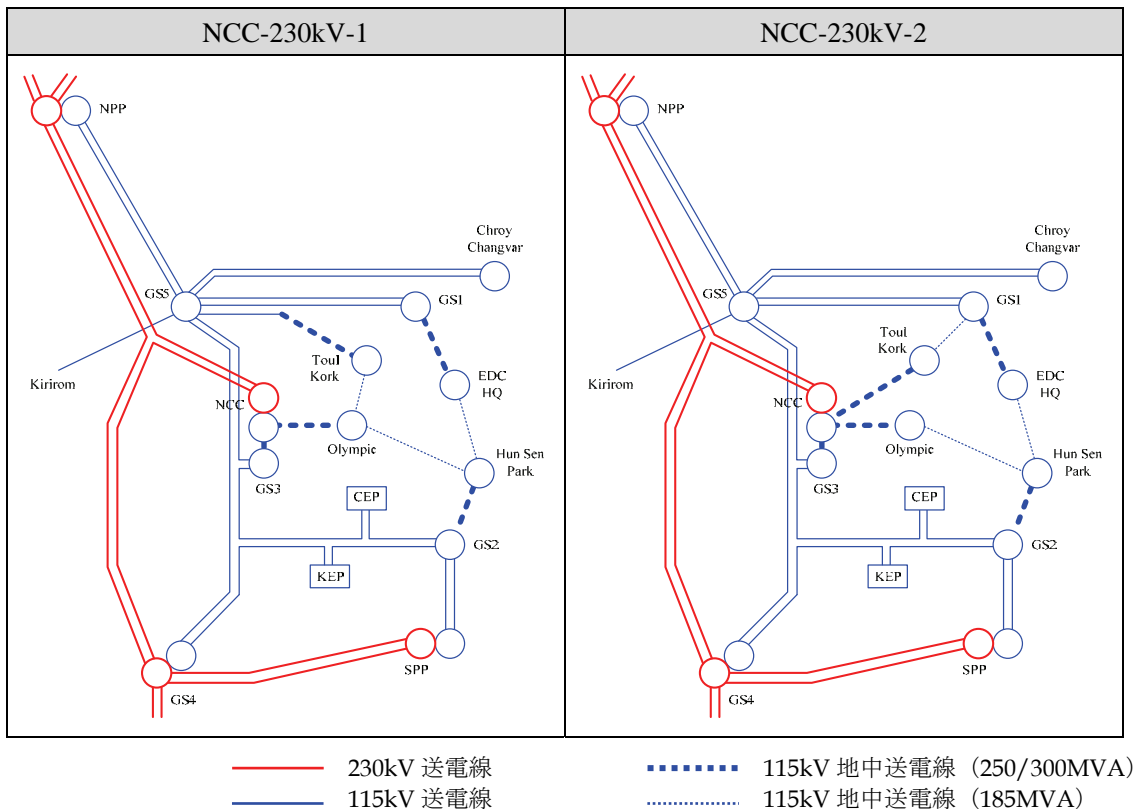 NCC-230kV-1
NPP
Chroy
Changvar
GS5
GS1
Toul
Kork
Kirirom
EDC
HQ
NCC
Olympic
Hun Sen
Park
GS3
CEP
GS2
KEP
SPP
GS4
NCC-230kV-2
NPP
Chroy
Changvar
GS5
GS1
Toul
Kork
Kirirom
EDC
HQ
NCC
Olympic
Hun Sen
Park
GS3
CEP
GS2
KEP
SPP
GS4
230kV 送電線
115kV 地中送電線（250/300MVA）
115kV 送電線
115kV 地中送電線（185MVA）